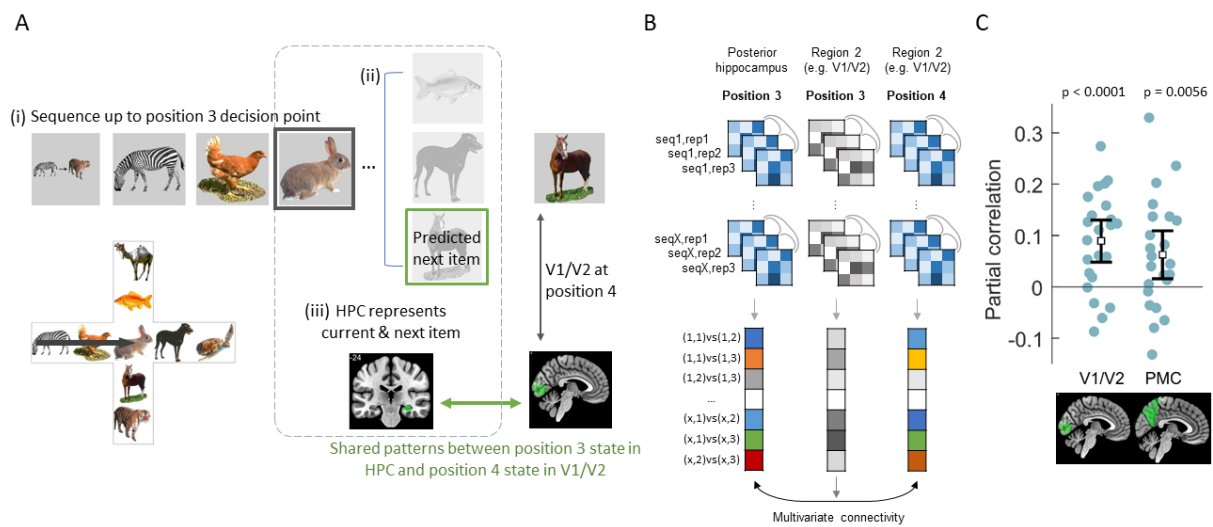 A
(i) Sequence up to position 3 decision point
...
(ii)
Predicted
next item
V1/V2 at
position 4
(iii) HPC represents
current & next item
-24
Shared patterns between position 3 state in
HPC and position 4 state in V1/V2
B
Posterior
hippocampus
Position 3
Region 2
(e.g. V1/V2)
Position 3
Region 2
(e.g. V1/V2)
Position 4
seq1,rep1
seq1,rep2
seq1,rep3
seqX,rep1
seqX,rep2
seqX,rep3
(1,1)vs(1,2)
(1,1)vs(1,3)
(1,2)vs(1,3)
...
(x,1)vs(x,2)
(x,1)vs(x,3)
(x,2)vs(x,3)
Multivariate connectivity
C
p < 0.0001
p = 0.0056
Partial correlation
0.3
0.2
0.1
0
-0.1
V1/V2
PMC